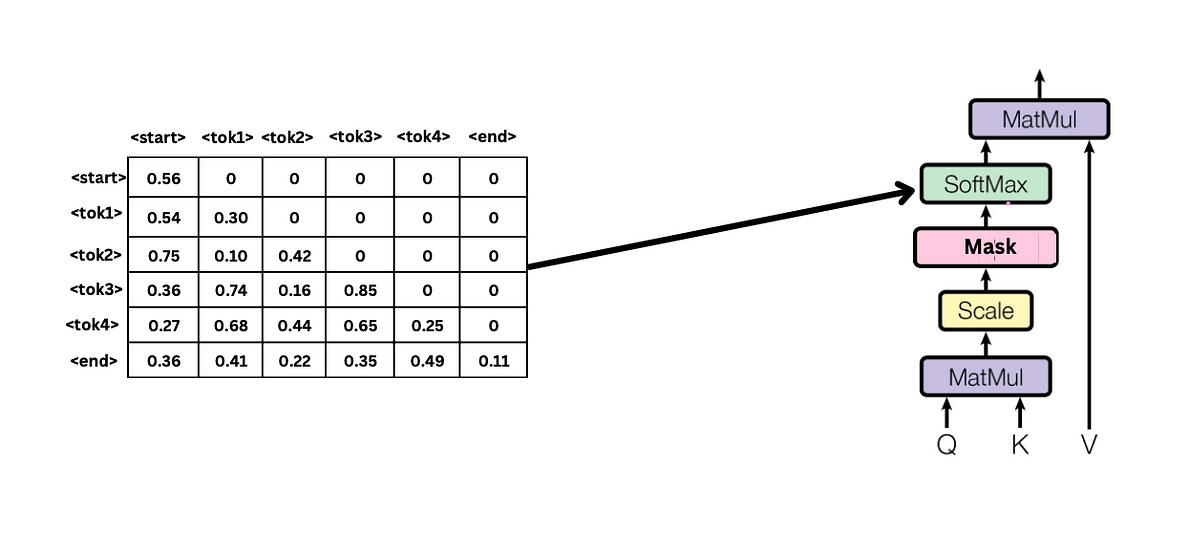 <start> <tok1> <tok2> <tok3> <tok4> <end>
<start> 0.56 0 0 0 0 0
<tok1> 0.54 0.30 0 0 0 0
<tok2> 0.75 0.10 0.42 0 0 0
<tok3> 0.36 0.74 0.16 0.85 0 0
<tok4> 0.27 0.68 0.44 0.65 0.25 0
<end> 0.36 0.41 0.22 0.35 0.49 0.11
MatMul
SoftMax
Mask
Scale
MatMul
Q K V